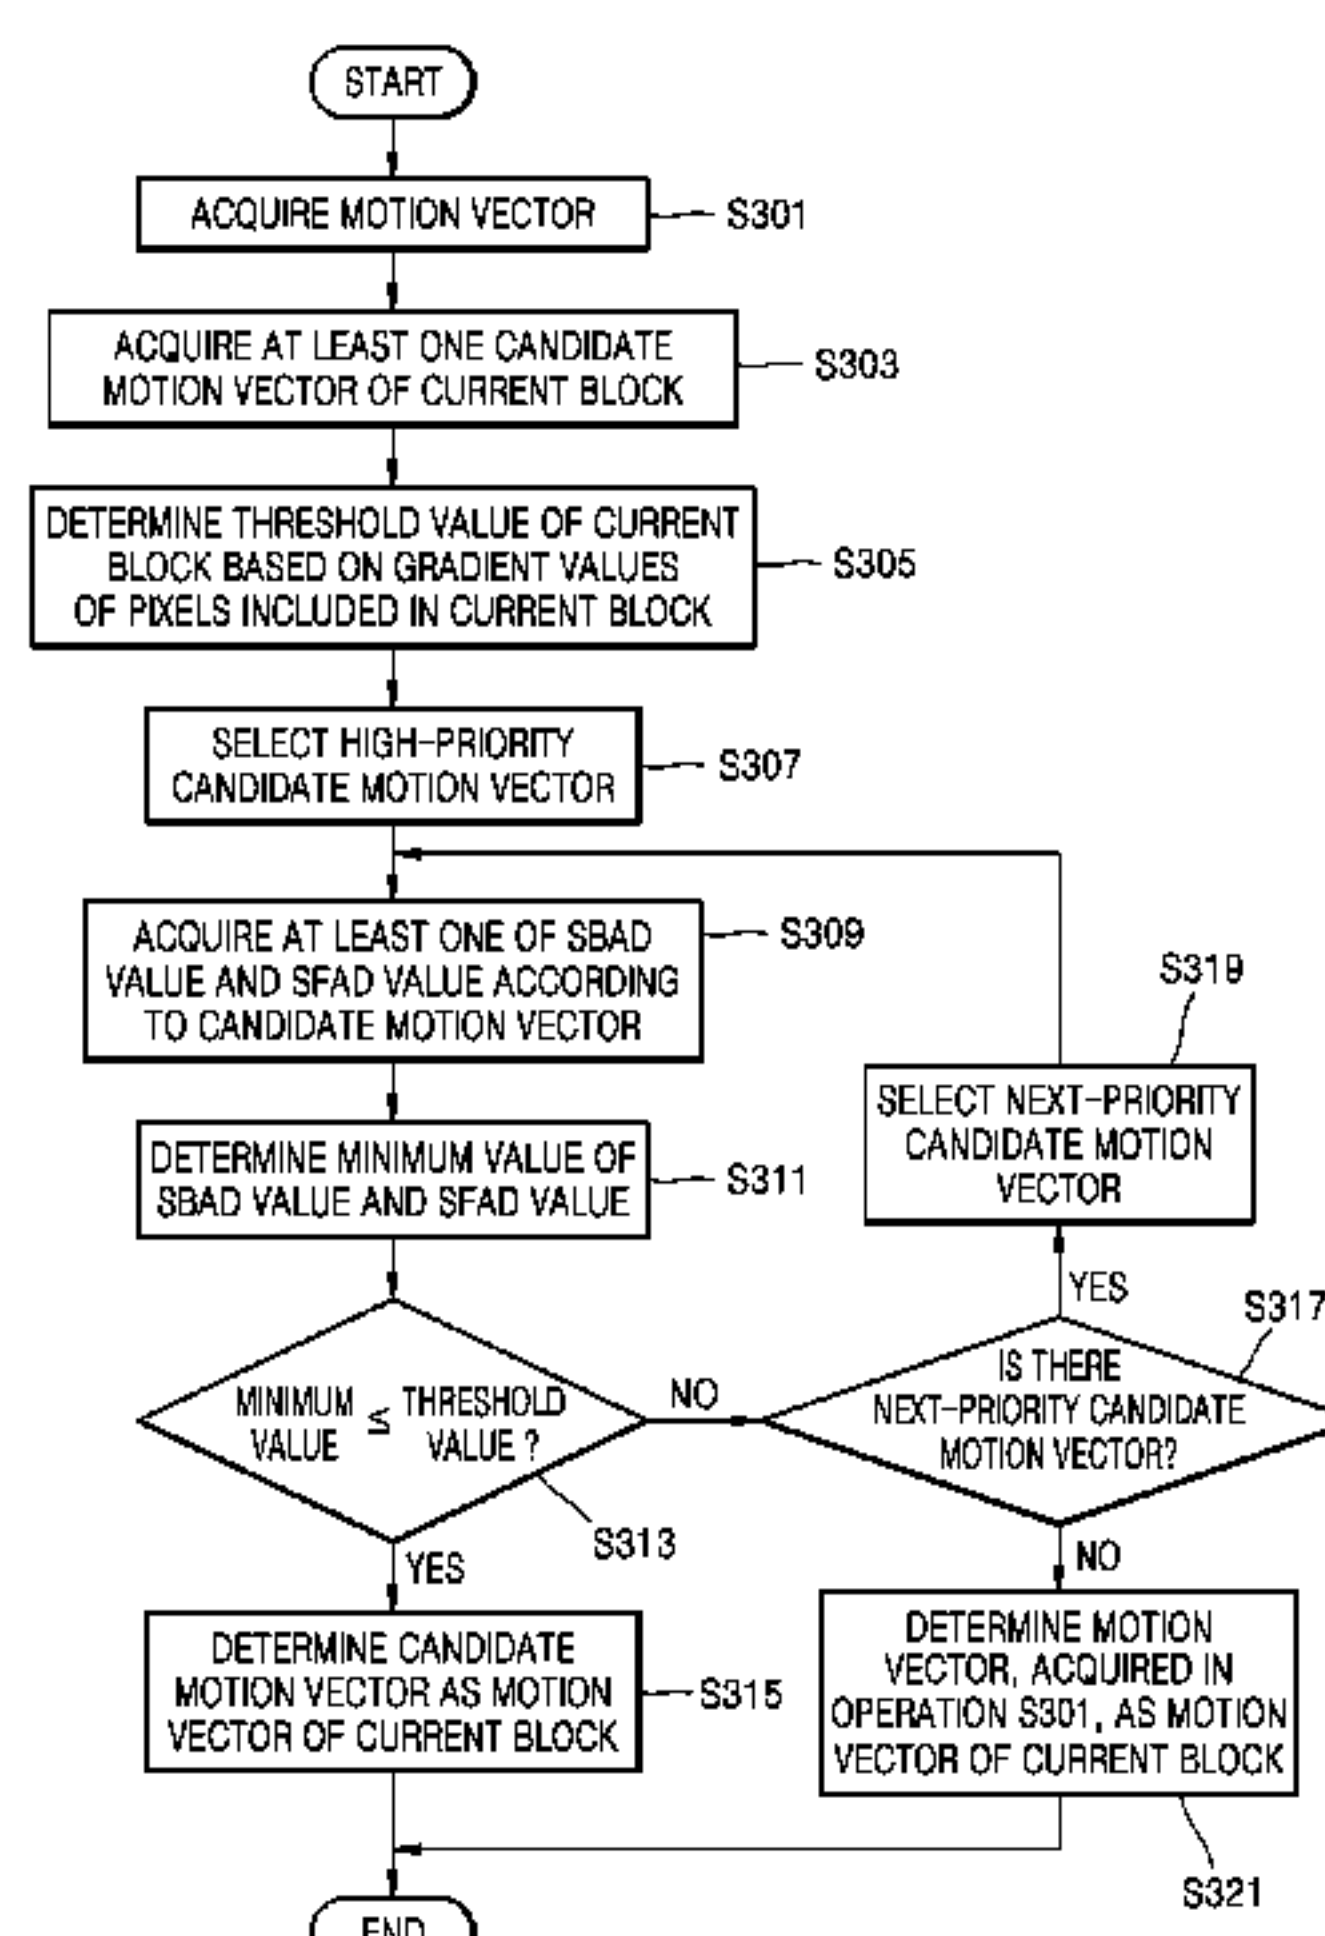 START
ACQUIRE MOTION VECTOR
S301
ACQUIRE AT LEAST ONE CANDIDATE
MOTION VECTOR OF CURRENT BLOCK
S303
DETERMINE THRESHOLD VALUE OF CURRENT
BLOCK BASED ON GRADIENT VALUES
OF PIXELS INCLUDED IN CURRENT BLOCK
S305
SELECT HIGH-PRIORITY
CANDIDATE MOTION VECTOR
S307
ACQUIRE AT LEAST ONE OF SBAD
VALUE AND SFAD VALUE ACCORDING
TO CANDIDATE MOTION VECTOR
S309
DETERMINE MINIMUM VALUE OF
SBAD VALUE AND SFAD VALUE
S311
MINIMUM VALUE ≤ THRESHOLD VALUE ?
S313
NO
YES
DETERMINE CANDIDATE
MOTION VECTOR AS MOTION
VECTOR OF CURRENT BLOCK
S315
S319
SELECT NEXT-PRIORITY
CANDIDATE MOTION
VECTOR
YES
S317
IS THERE
NEXT-PRIORITY CANDIDATE
MOTION VECTOR?
NO
DETERMINE MOTION
VECTOR, ACQUIRED IN
OPERATION S301, AS MOTION
VECTOR OF CURRENT BLOCK
S321
END